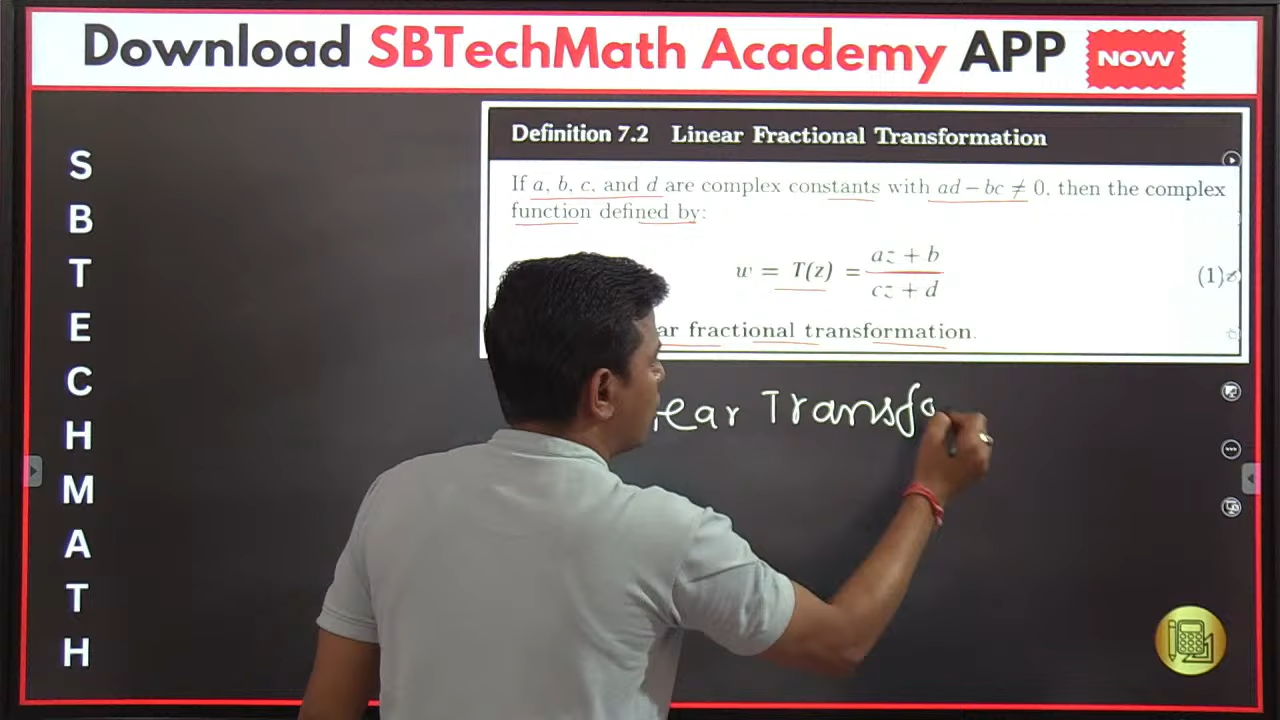 Download SBTechMath Academy APP NOW
S
B
T
E
C
H
M
A
T
H
Definition 7.2 Linear Fractional Transformation
If a, b, c, and d are complex constants with ad − bc ≠ 0, then the complex
function defined by:
w = T(z) = \frac{az + b}{cz + d} (1)
ar fractional transformation.
ear Transfo